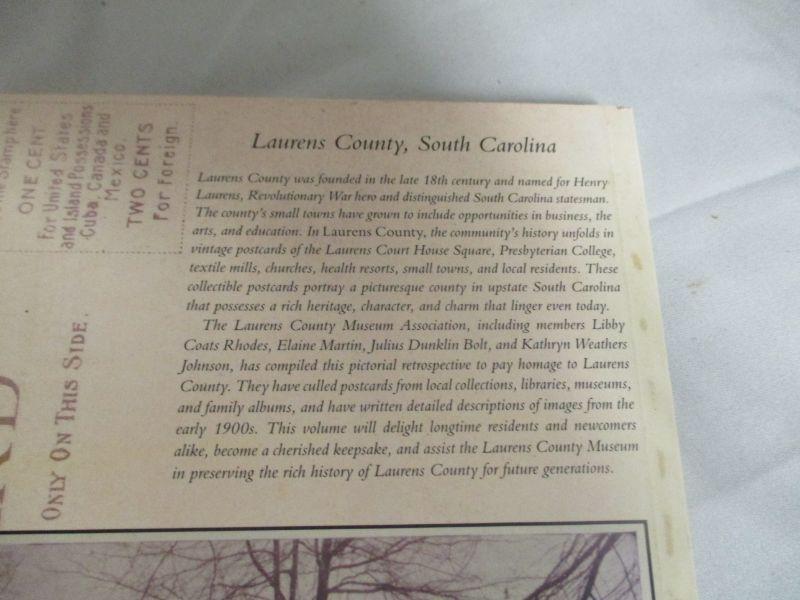 Laurens County, South Carolina
Laurens County was founded in the late 18th century and named for Henry
Laurens, Revolutionary War hero and distinguished South Carolina statesman.
The county's small towns have grown to include opportunities in business, the
arts, and education. In Laurens County, the community's history unfolds in
vintage postcards of the Laurens Court House Square, Presbyterian College,
textile mills, churches, health resorts, small towns, and local residents. These
collectible postcards portray a picturesque county in upstate South Carolina
that possesses a rich heritage, character, and charm that linger even today.
The Laurens County Museum Association, including members Libby
Coats Rhodes, Elaine Martin, Julius Dunklin Bolt, and Kathryn Weathers
Johnson, has compiled this pictorial retrospective to pay homage to Laurens
County. They have culled postcards from local collections, libraries, museums,
and family albums, and have written detailed descriptions of images from the
early 1900s. This volume will delight longtime residents and newcomers
alike, become a cherished keepsake, and assist the Laurens County Museum
in preserving the rich history of Laurens County for future generations.
Stamp here
ONE CENT
For United States
and Island Possessions
Cuba, Canada and
Mexico.
TWO CENTS
For Foreign.
ONLY ON THIS SIDE.
RD